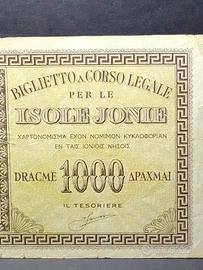 BIGLIETTO A CORSO LEGALE
PER LE
ISOLE JONIE
ΧΑΡΤΟΝΟΜΙΣΜΑ ΕΧΟΝ ΝΟΜΙΜΟΝ ΚΥΚΛΟΦΟΡΙΑΝ
ΕΝ ΤΑΙΣ ΙΟΝΙΟΙΣ ΝΗΣΟΙΣ
DRACME 1000 ΔΡΑΧΜΑΙ
IL TESORIERE